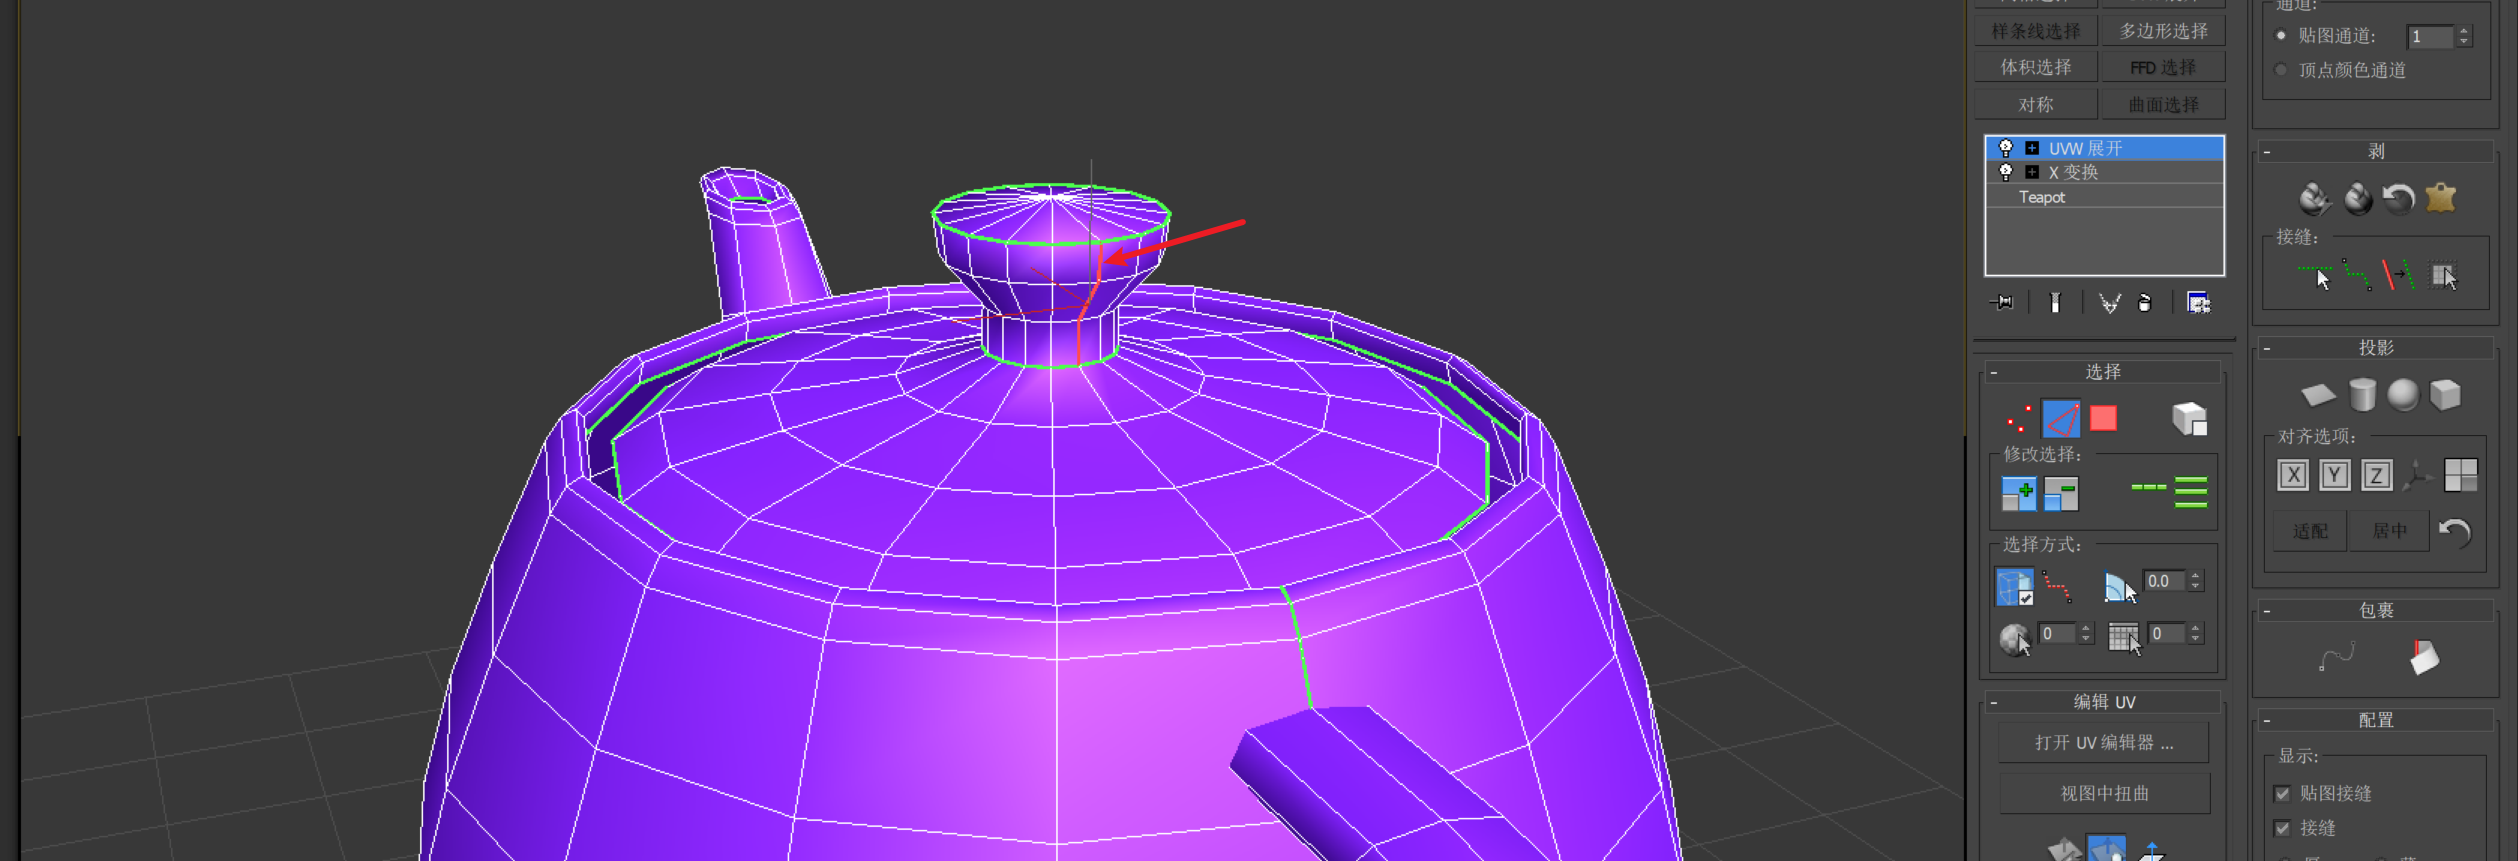 通道:
样条线选择
多边形选择
贴图通道:
1
体积选择
FFD 选择
顶点颜色通道
对称
曲面选择
UVW 展开
X 变换
Teapot
- 剥
接缝:
- 投影
- 选择
对齐选项:
修改选择:
X Y Z
适配
居中
选择方式:
0.0
0
0
- 包裹
- 编辑 UV
- 配置
打开 UV 编辑器 ...
显示:
视图中扭曲
贴图接缝
接缝